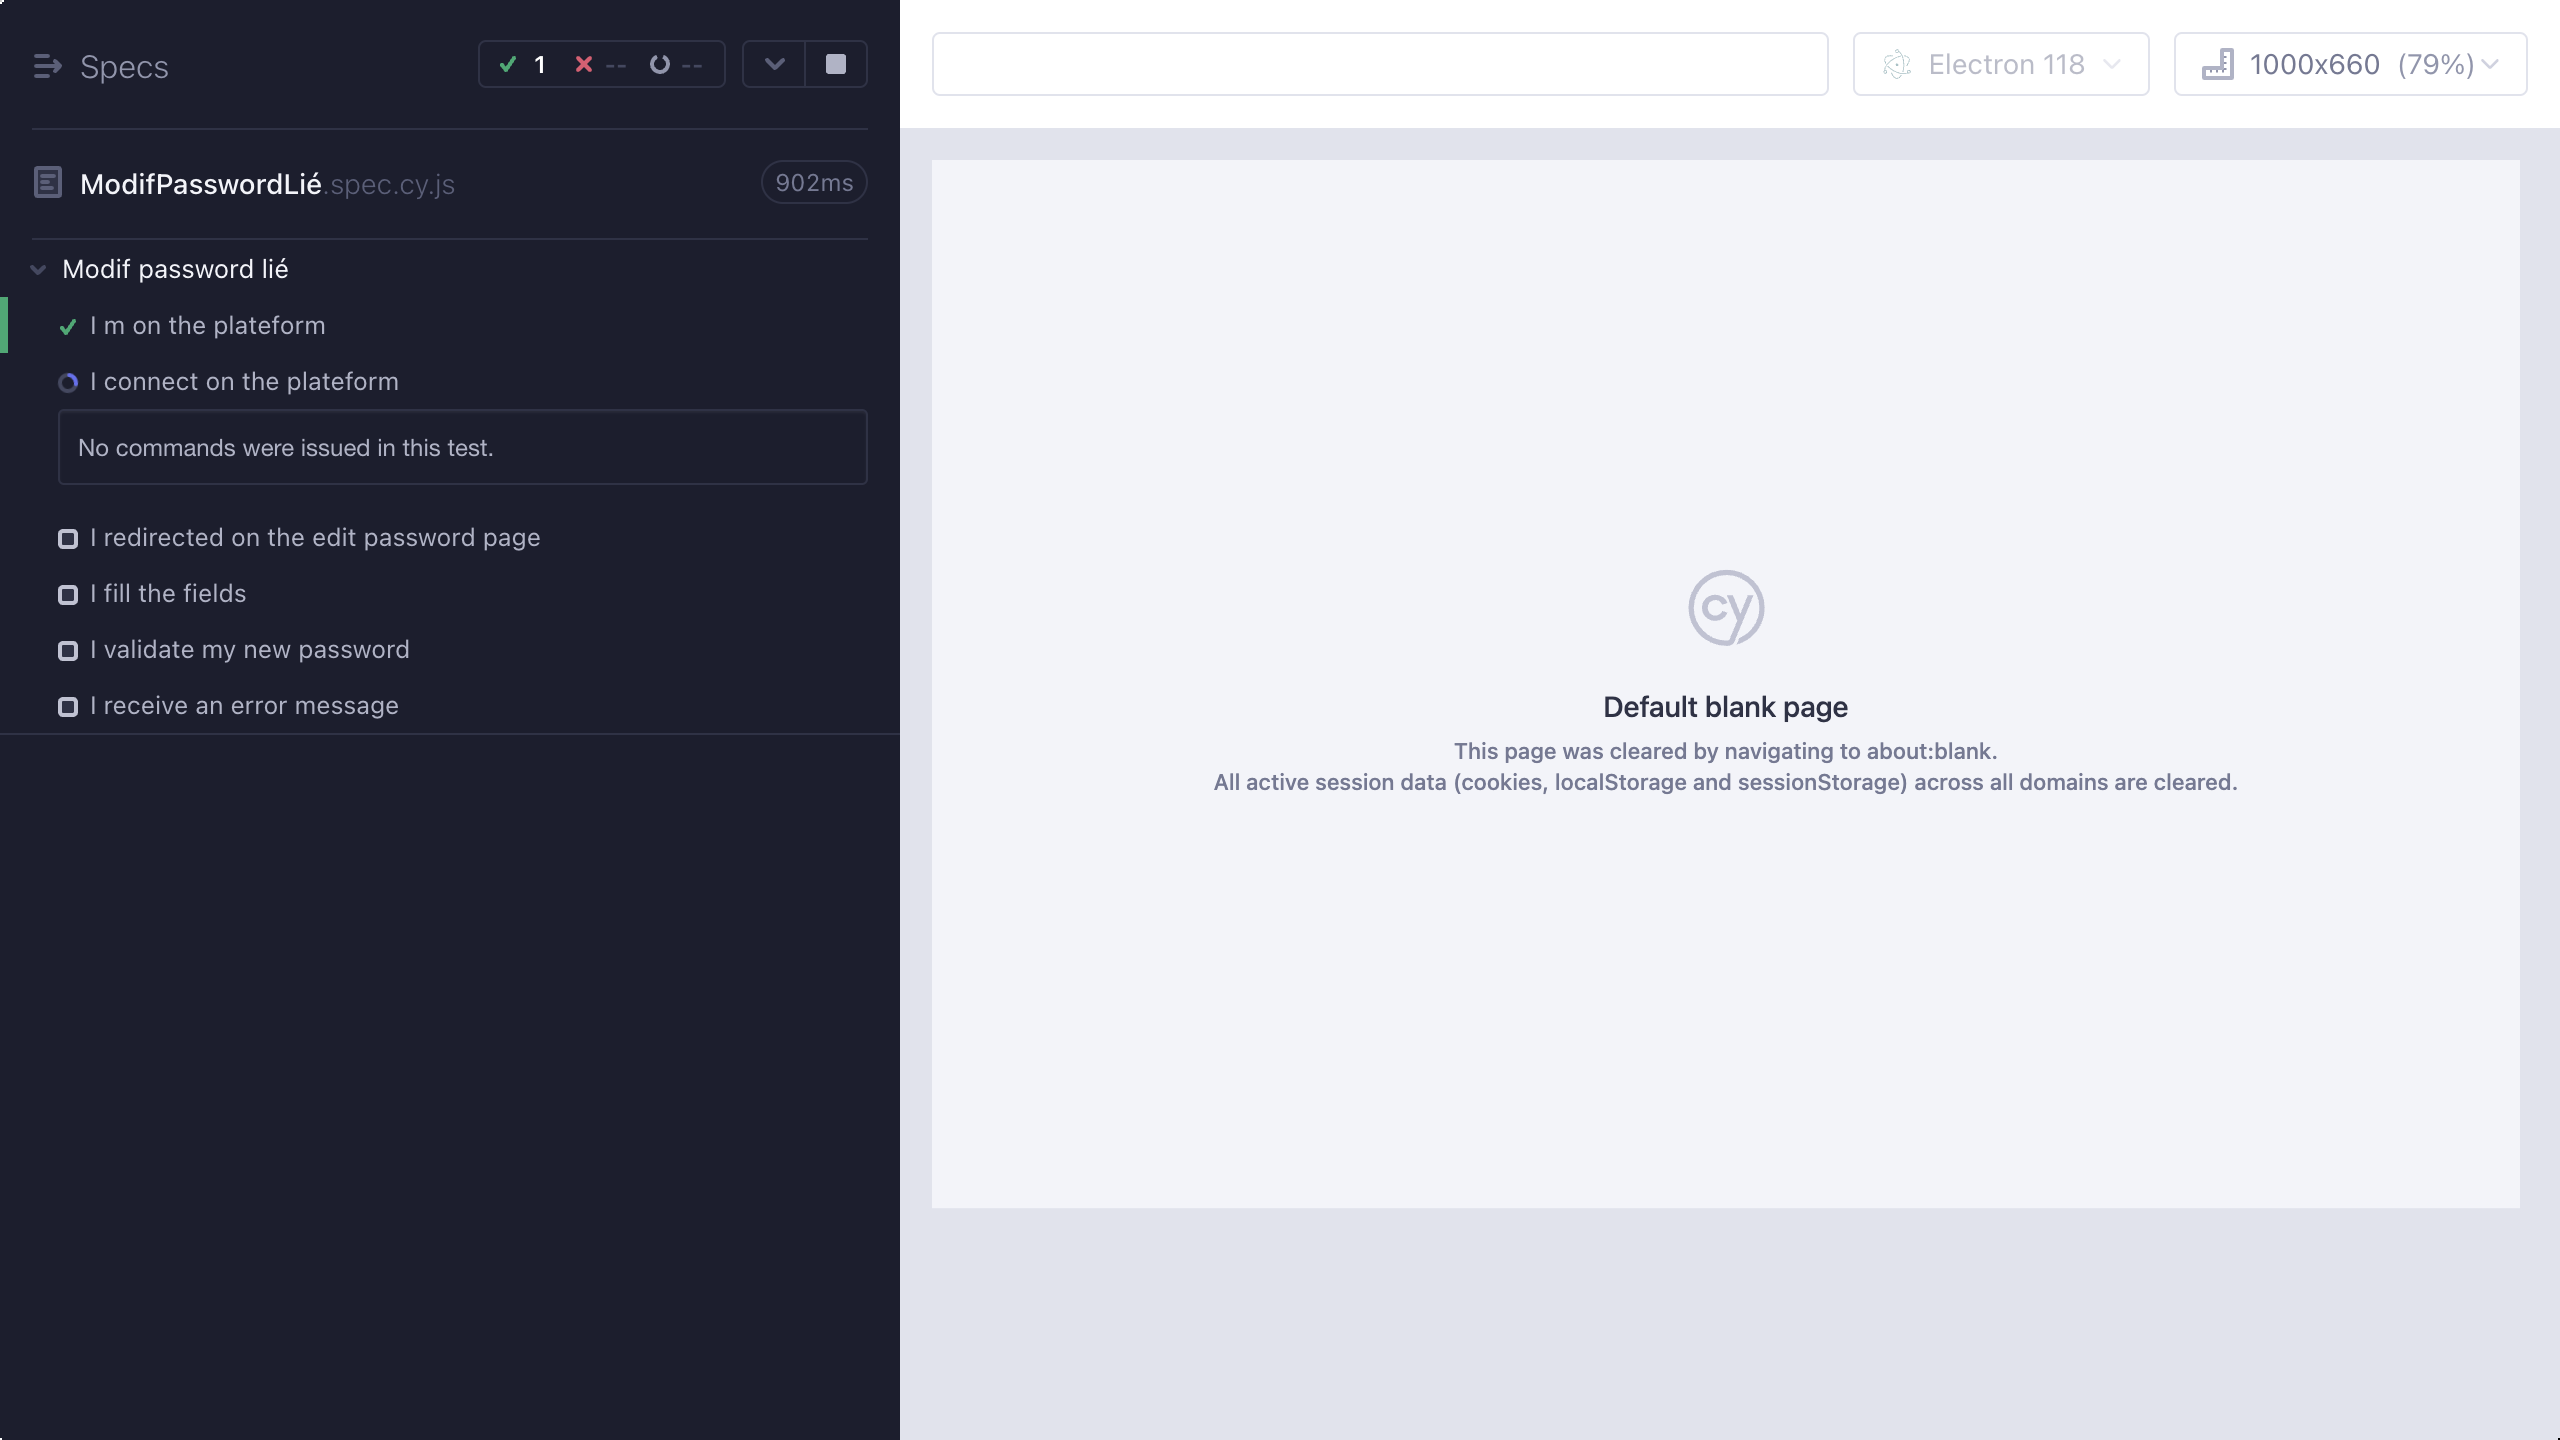 Specs
1 -- --
ModifPasswordLié.spec.cy.js
902ms
Modif password lié
I m on the plateform
I connect on the plateform
No commands were issued in this test.
I redirected on the edit password page
I fill the fields
I validate my new password
I receive an error message
Electron 118
1000x660 (79%)
cy
Default blank page
This page was cleared by navigating to about:blank.
All active session data (cookies, localStorage and sessionStorage) across all domains are cleared.